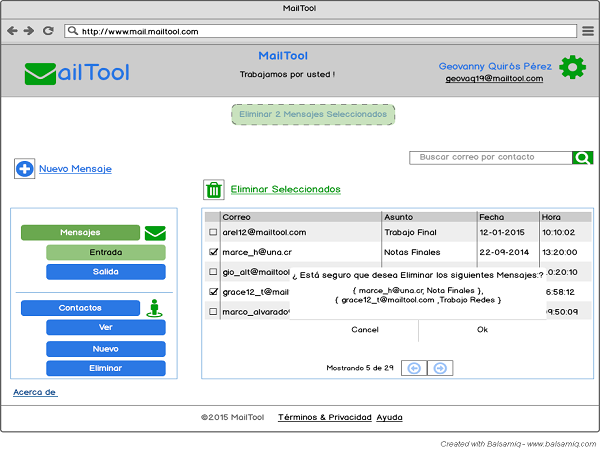 MailTool
http://www.mail.mailtool.com
MailTool
ailTool
Trabajamos por usted !
Geovanny Quirós Pérez
geovaq19@mailtool.com
Eliminar 2 Mensajes Seleccionados
Buscar correo por contacto
Nuevo Mensaje
Eliminar Seleccionados
Mensajes
Entrada
Salida
Contactos
Ver
Nuevo
Eliminar
Correo Asunto Fecha Hora
arel12@mailtool.com Trabajo Final 12-01-2015 10:10:02
marce_h@una.cr Notas Finales 22-09-2014 13:20:00
gio_alt@mailtool 0:20:10
grace12_t@mail 6:58:12
marco_alvarado 9:50:09
¿ Está seguro que desea Eliminar los siguientes Mensajes:?
{ marce_h@una.cr, Nota Finales },
{ grace12_t@mailtool.com ,Trabajo Redes }
Cancel Ok
Mostrando 5 de 29
Acerca de
©2015 MailTool Términos & Privacidad Ayuda
Created with Balsamiq - www.balsamiq.com